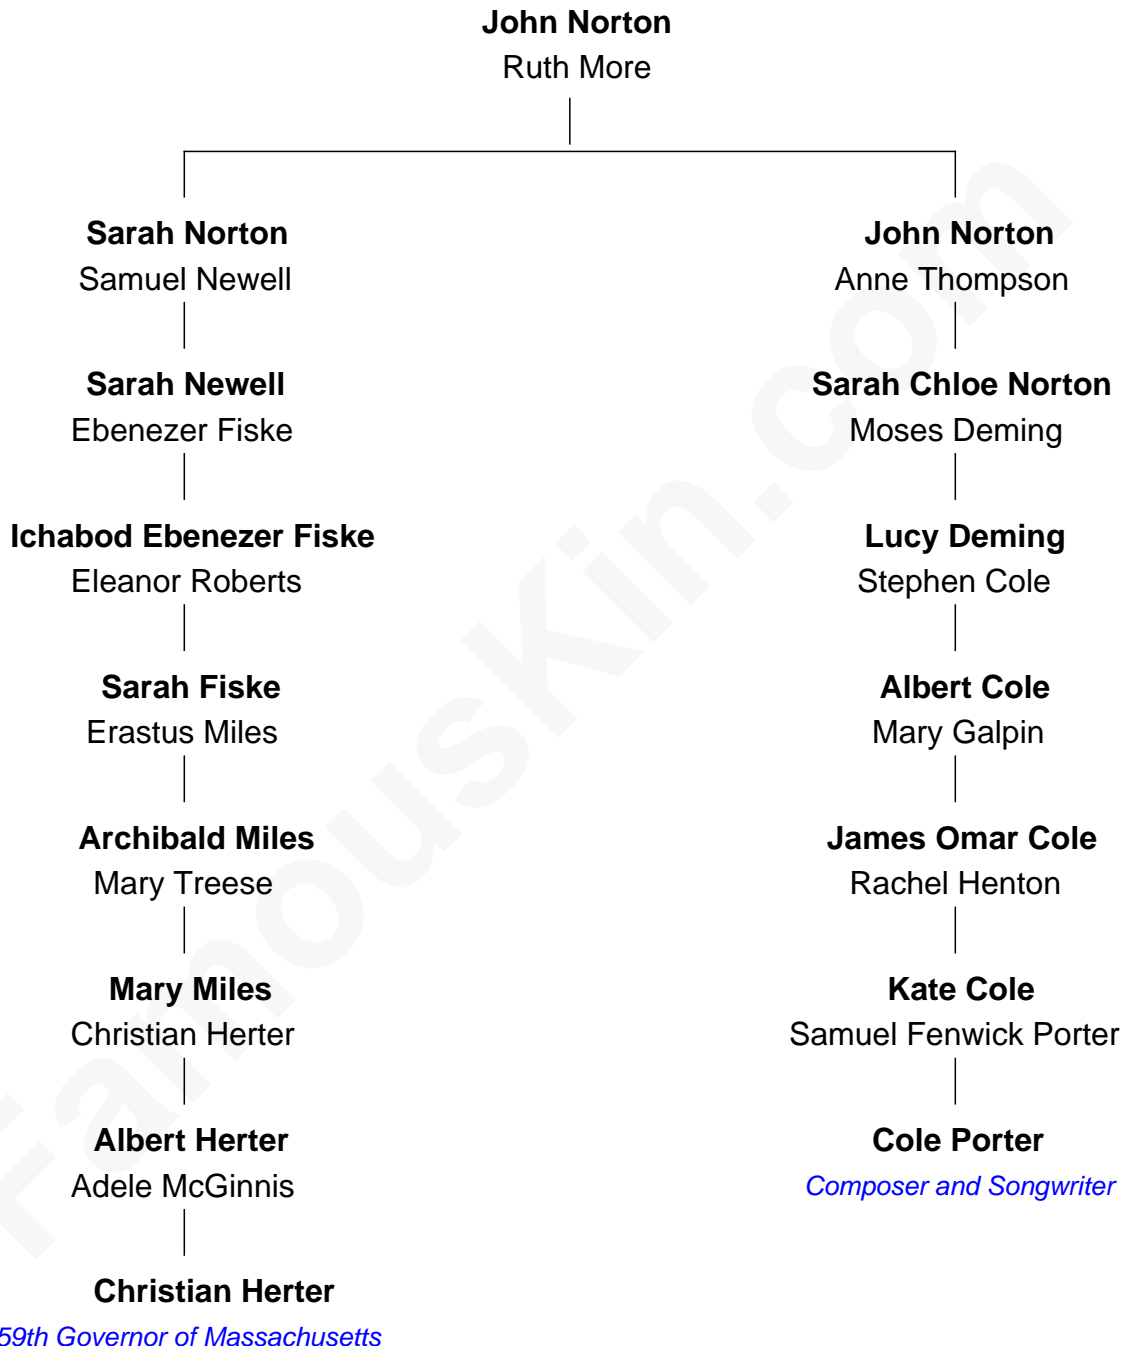 John Norton
Ruth More
Sarah Norton
Samuel Newell
John Norton
Anne Thompson
Sarah Newell
Ebenezer Fiske
Sarah Chloe Norton
Moses Deming
Ichabod Ebenezer Fiske
Eleanor Roberts
Lucy Deming
Stephen Cole
Sarah Fiske
Erastus Miles
Albert Cole
Mary Galpin
Archibald Miles
Mary Treese
James Omar Cole
Rachel Henton
Mary Miles
Christian Herter
Kate Cole
Samuel Fenwick Porter
Albert Herter
Adele McGinnis
Cole Porter
Composer and Songwriter
Christian Herter
59th Governor of Massachusetts
FamousKin.com